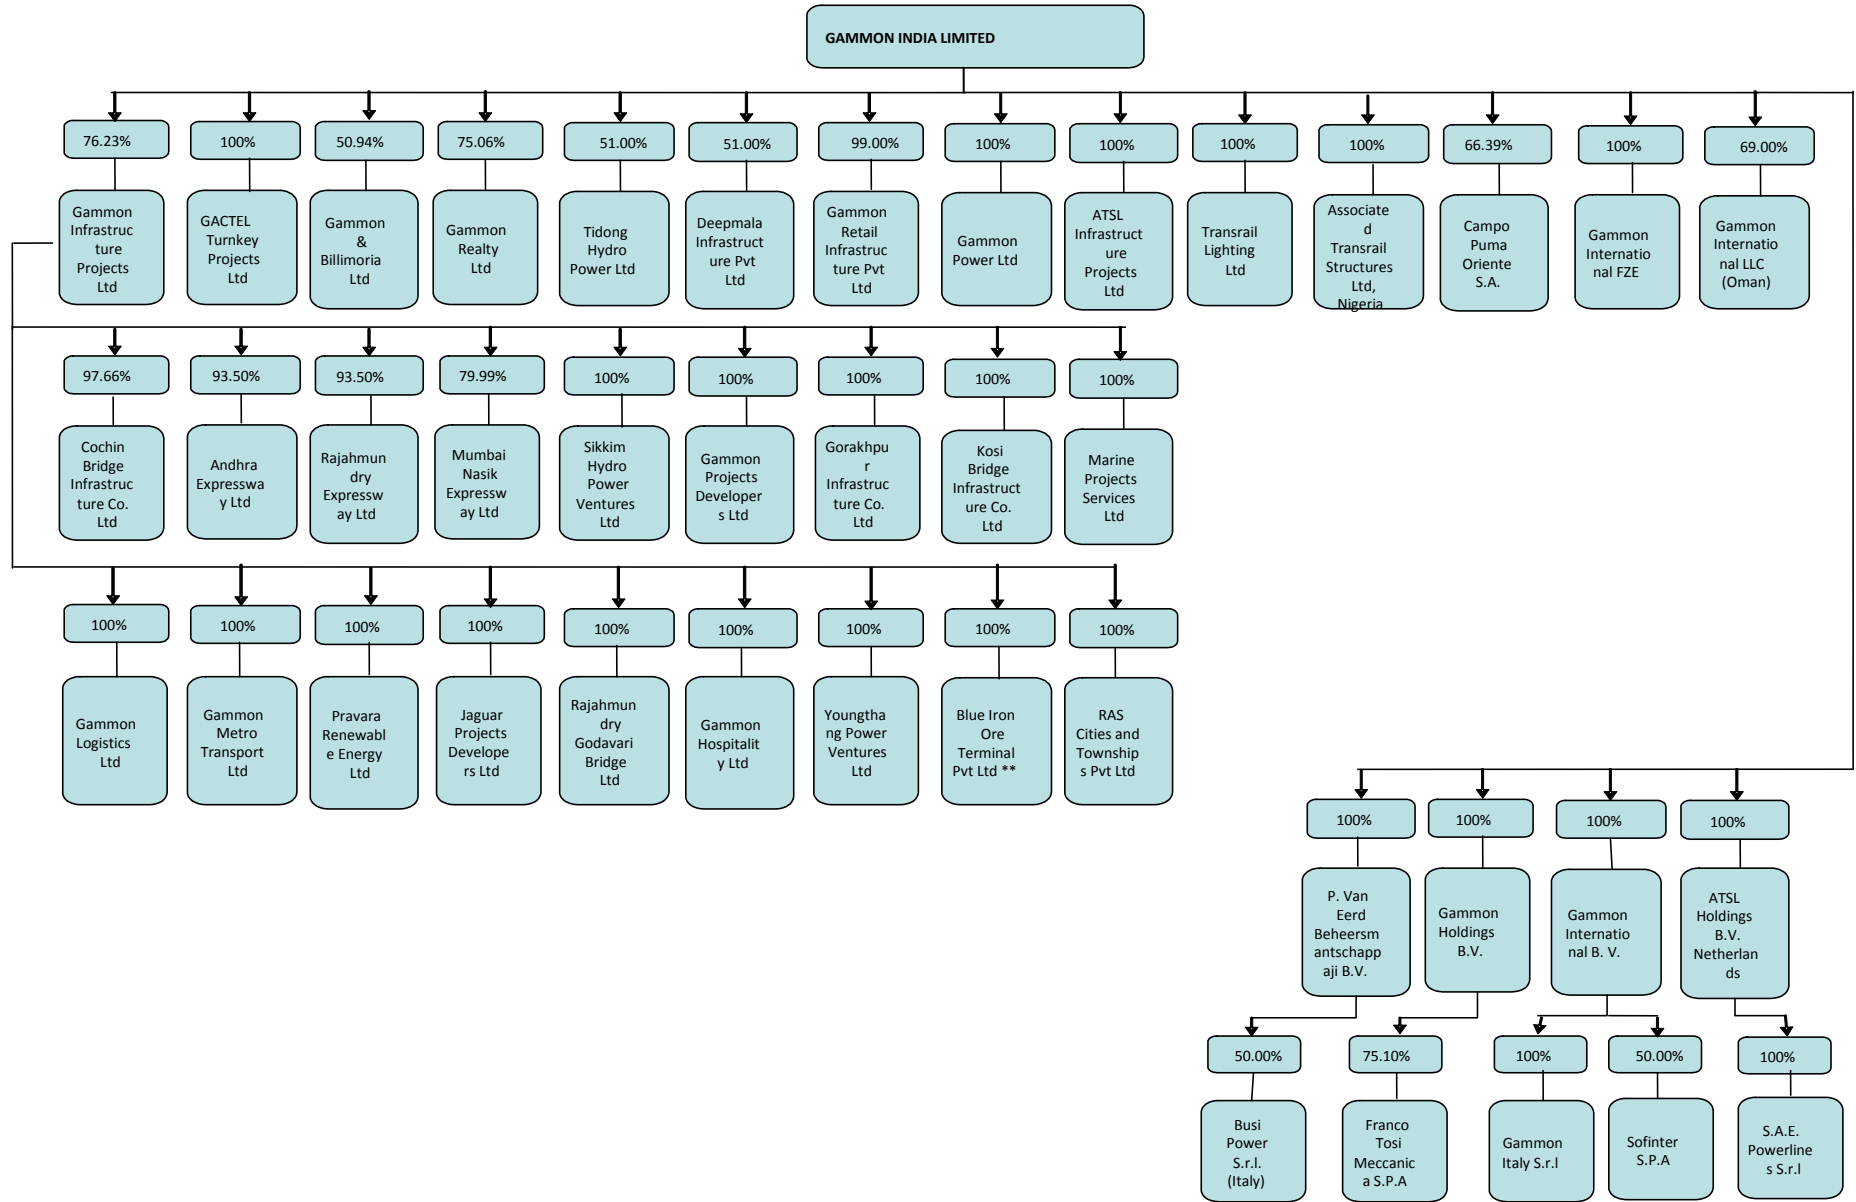 GAMMON INDIA LIMITED
76.23%
100%
50.94%
75.06%
51.00%
51.00%
99.00%
100%
100%
100%
100%
66.39%
100%
69.00%
Gammon
Infrastruc
ture
Projects
Ltd
GACTEL
Turnkey
Projects
Ltd
Gammon
&
Billimoria
Ltd
Gammon
Realty
Ltd
Tidong
Hydro
Power Ltd
Deepmala
Infrastruct
ure Pvt
Ltd
Gammon
Retail
Infrastruc
ture Pvt
Ltd
Gammon
Power Ltd
ATSL
Infrastruct
ure
Projects
Ltd
Transrail
Lighting
Ltd
Associate
d
Transrail
Structures
Ltd,
Nigeria
Campo
Puma
Oriente
S.A.
Gammon
Internatio
nal FZE
Gammon
Internatio
nal LLC
(Oman)
97.66%
93.50%
93.50%
79.99%
100%
100%
100%
100%
100%
Cochin
Bridge
Infrastruc
ture Co.
Ltd
Andhra
Expresswa
y Ltd
Rajahmun
dry
Expressw
ay Ltd
Mumbai
Nasik
Expressw
ay Ltd
Sikkim
Hydro
Power
Ventures
Ltd
Gammon
Projects
Developer
s Ltd
Gorakhpu
r
Infrastruc
ture Co.
Ltd
Kosi
Bridge
Infrastruct
ure Co.
Ltd
Marine
Projects
Services
Ltd
100%
100%
100%
100%
100%
100%
100%
100%
100%
Gammon
Logistics
Ltd
Gammon
Metro
Transport
Ltd
Pravara
Renewabl
e Energy
Ltd
Jaguar
Projects
Develope
rs Ltd
Rajahmun
dry
Godavari
Bridge
Ltd
Gammon
Hospitalit
y Ltd
Youngtha
ng Power
Ventures
Ltd
Blue Iron
Ore
Terminal
Pvt Ltd **
RAS
Cities and
Township
s Pvt Ltd
100%
100%
100%
100%
P. Van
Eerd
Beheersm
antschapp
aji B.V.
Gammon
Holdings
B.V.
Gammon
Internatio
nal B. V.
ATSL
Holdings
B.V.
Netherlan
ds
50.00%
75.10%
100%
50.00%
100%
Busi
Power
S.r.l.
(Italy)
Franco
Tosi
Meccanic
a S.P.A
Gammon
Italy S.r.l
Sofinter
S.P.A
S.A.E.
Powerline
s S.r.l